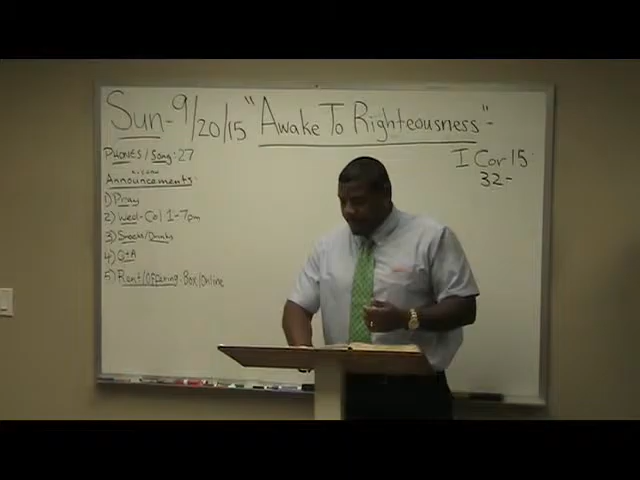 Sun-9/20/15 "Awake To Righteousness"-
I Cor 15:
32-
PHONES/Song: 27
Announcements:
1) Proxy
2) Wed-Col 1-7pm
3) Snacks/Drinks
4) Q+A
5) Rent/Offering: Box/Online